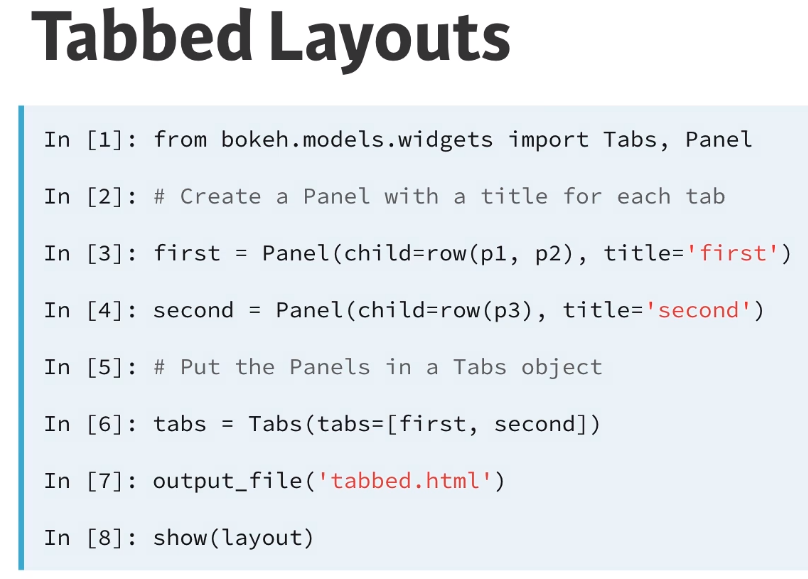 Tabbed Layouts
In [1]: from bokeh.models.widgets import Tabs, Panel
In [2]: # Create a Panel with a title for each tab
In [3]: first = Panel(child=row(p1, p2), title='first')
In [4]: second = Panel(child=row(p3), title='second')
In [5]: # Put the Panels in a Tabs object
In [6]: tabs = Tabs(tabs=[first, second])
In [7]: output_file('tabbed.html')
In [8]: show(layout)